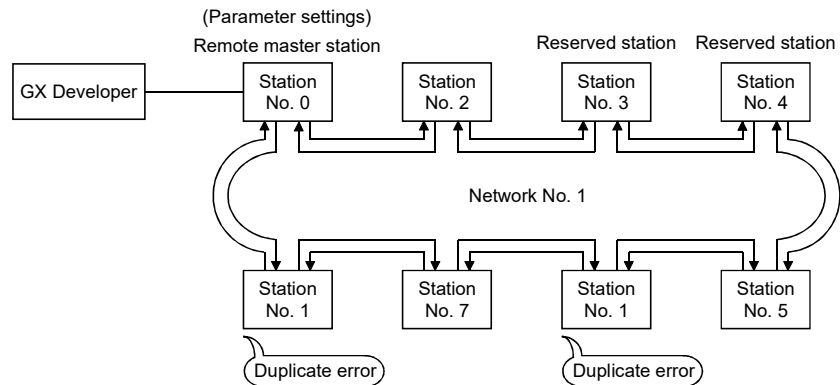 (Parameter settings)
Remote master station
Reserved station
Reserved station
GX Developer
Station
No. 0
Station
No. 2
Station
No. 3
Station
No. 4
Network No. 1
Station
No. 1
Station
No. 7
Station
No. 1
Station
No. 5
Duplicate error
Duplicate error